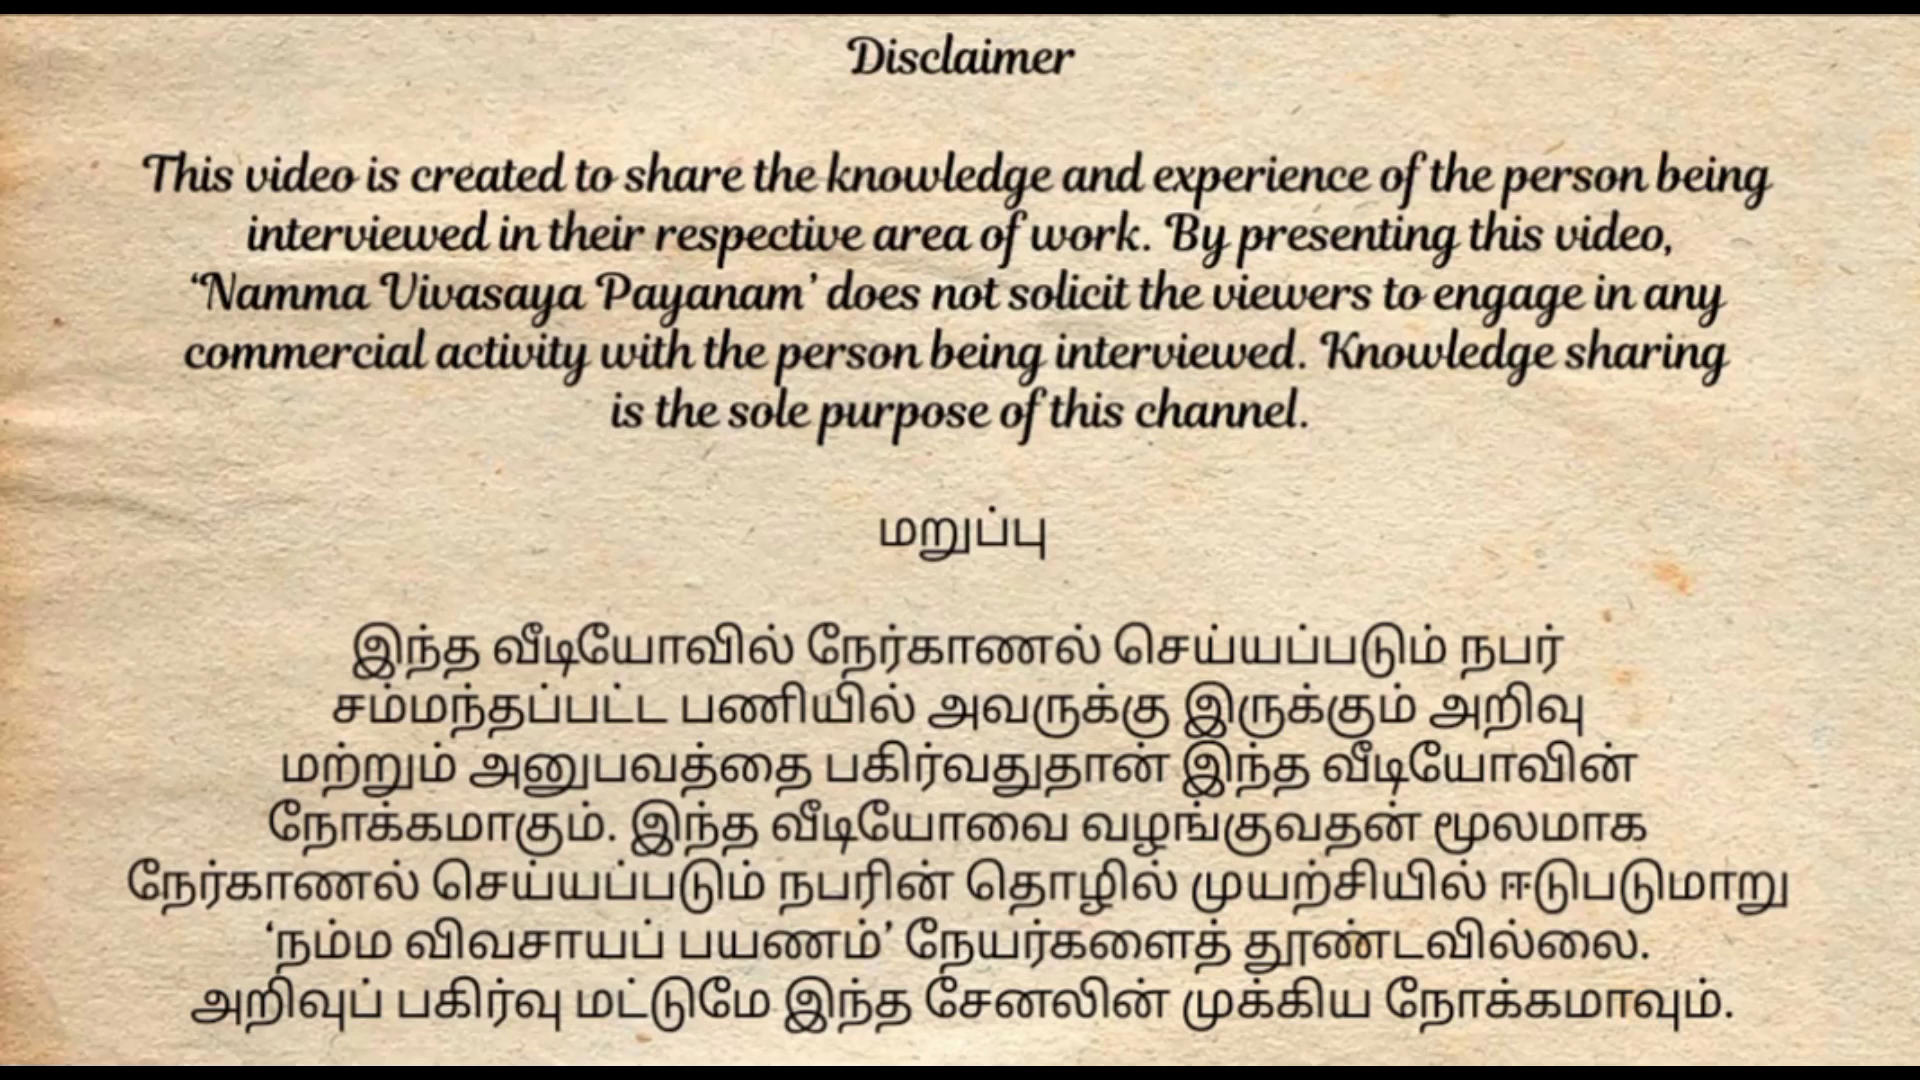 Disclaimer
This video is created to share the knowledge and experience of the person being
interviewed in their respective area of work. By presenting this video,
‘Namma Vivasaya Payanam’ does not solicit the viewers to engage in any
commercial activity with the person being interviewed. Knowledge sharing
is the sole purpose of this channel.
மறுப்பு
இந்த வீடியோவில் நேர்காணல் செய்யப்படும் நபர்
சம்மந்தப்பட்ட பணியில் அவருக்கு இருக்கும் அறிவு
மற்றும் அனுபவத்தை பகிர்வதுதான் இந்த வீடியோவின்
நோக்கமாகும். இந்த வீடியோவை வழங்குவதன் மூலமாக
நேர்காணல் செய்யப்படும் நபரின் தொழில் முயற்சியில் ஈடுபடுமாறு
‘நம்ம விவசாயப் பயணம்’ நேயர்களைத் தூண்டவில்லை.
அறிவுப் பகிர்வு மட்டுமே இந்த சேனலின் முக்கிய நோக்கமாவும்.